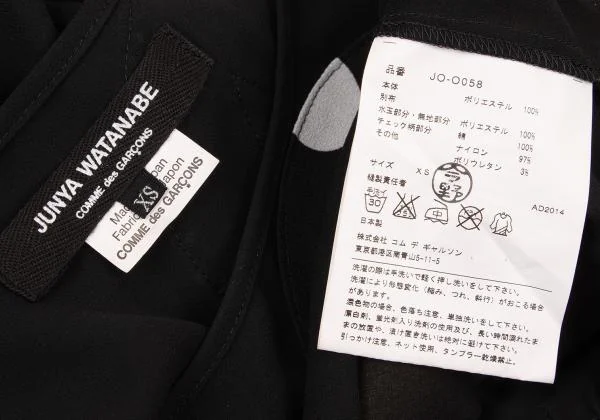 JUNYA WATANABE
COMME des GARÇONS
XS
Fabric
COMME des GARÇONS
品番 JO-O058
本体 ポリエステル 100%
別布
水玉部分・無地部分 ポリエステル 100%
チェック柄部分 綿 100%
その他 ナイロン 97%
ポリウレタン 3%
サイズ XS
縫製責任者 今野
手洗イ
30
中
AD2014
日本製
株式会社 コム デ ギャルソン
東京都港区南青山5-11-5
洗濯の際は手洗いで軽く押し洗いをして下さい。
洗濯により形態変化（縮み、つれ、斜行）がおこる場合
があります。
濃色物の場合、色落ち注意、単独洗いをして下さい。
漂白剤、蛍光剤入り洗剤の使用及び、長い時間濡れたま
まの放置や、漬け置き洗いは絶対に避けて下さい。
引っかけ注意、ネット使用、タンブラー乾燥禁止。